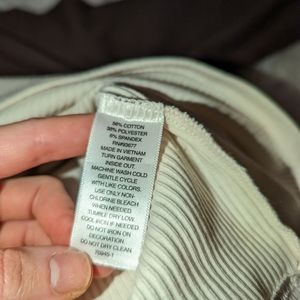 56% COTTON
38% POLYESTER
6% SPANDEX
RN#93677
MADE IN VIETNAM
TURN GARMENT
INSIDE OUT.
MACHINE WASH COLD
GENTLE CYCLE
WITH LIKE COLORS.
USE ONLY NON-
CHLORINE BLEACH
WHEN NEEDED
TUMBLE DRY LOW.
COOL IRON IF NEEDED
DO NOT IRON ON
DECORATION
DO NOT DRY CLEAN